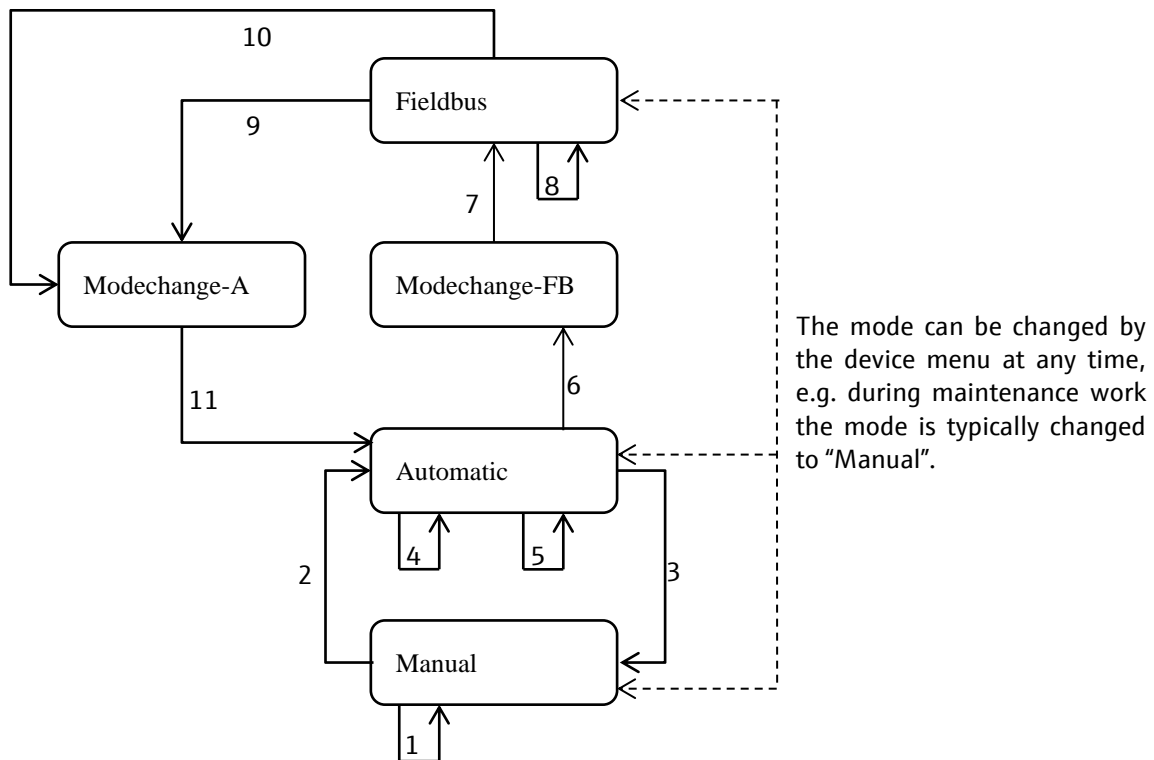 10
Fieldbus
9
8
7
Modechange-A
Modechange-FB
The mode can be changed by
the device menu at any time,
e.g. during maintenance work
the mode is typically changed
to “Manual”.
6
11
Automatic
4
5
2
3
Manual
1